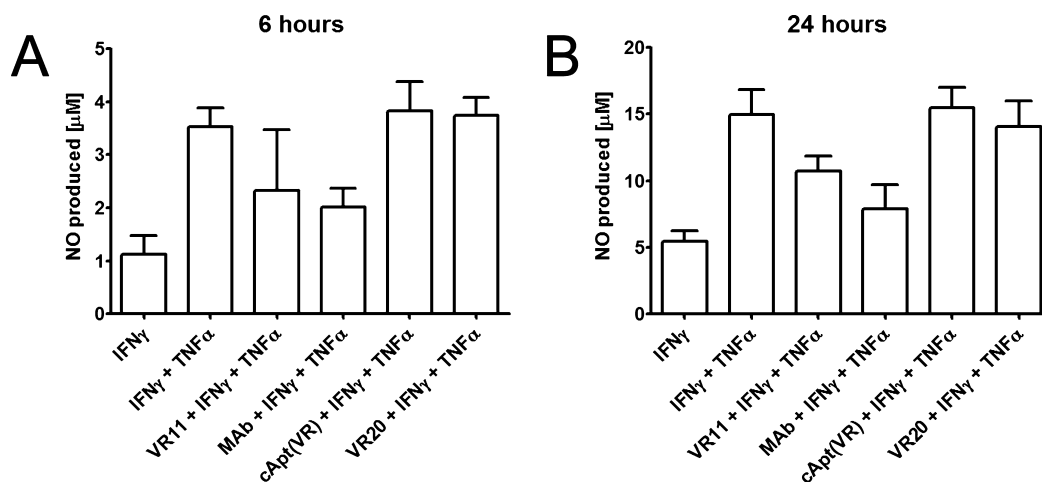 A
6 hours
NO produced [µM]
5
4
3
2
1
0
IFNγ
IFNγ + TNFα
VR11 + IFNγ + TNFα
MAb + IFNγ + TNFα
cApt(VR) + IFNγ + TNFα
VR20 + IFNγ + TNFα
B
24 hours
NO produced [µM]
20
15
10
5
0
IFNγ
IFNγ + TNFα
VR11 + IFNγ + TNFα
MAb + IFNγ + TNFα
cApt(VR) + IFNγ + TNFα
VR20 + IFNγ + TNFα